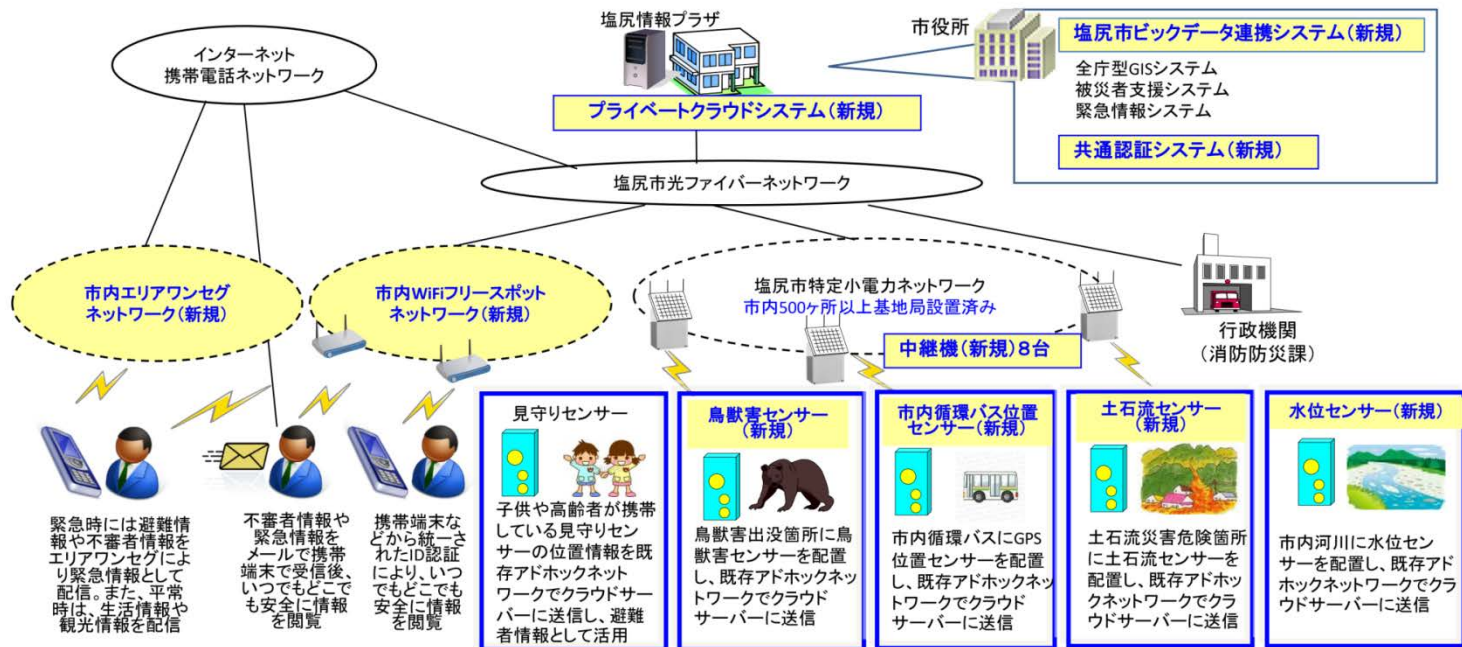 インターネット
携帯電話ネットワーク
塩尻情報プラザ
プライベートクラウドシステム(新規)
市役所
塩尻市ビックデータ連携システム(新規)
全庁型GISシステム
被災者支援システム
緊急情報システム
共通認証システム(新規)
塩尻市光ファイバーネットワーク
市内エリアワンセグ
ネットワーク(新規)
市内WiFiフリースポット
ネットワーク(新規)
塩尻市特定小電力ネットワーク
市内500ヶ所以上基地局設置済み
中継機(新規)8台
行政機関
(消防防災課)
緊急時には避難情
報や不審者情報を
エリアワンセグによ
り緊急情報として
配信。また、平常
時は、生活情報や
観光情報を配信
不審者情報や
緊急情報を
メールで携帯
端末で受信後、
いつでもどこで
も安全に情報
を閲覧
携帯端末な
どから統一さ
れたID認証
により、いつ
でもどこでも
安全に情報
を閲覧
見守りセンサー
子供や高齢者が携帯
している見守りセン
サーの位置情報を既
存アドホックネット
ワークでクラウドサー
バーに送信し、避難
者情報として活用
鳥獣害センサー
(新規)
鳥獣害出没箇所に鳥
獣害センサーを配置
し、既存アドホックネッ
トワークでクラウド
サーバーに送信
市内循環バス位置
センサー(新規)
市内循環バスにGPS
位置センサーを配置
し、既存アドホックネッ
トワークでクラウド
サーバーに送信
土石流センサー
(新規)
土石流災害危険箇所
に土石流センサーを
配置し、既存アドホッ
クネットワークでクラ
ウドサーバーに送信
水位センサー(新規)
市内河川に水位セン
サーを配置し、既存アド
ホックネットワークでクラ
ウドサーバーに送信